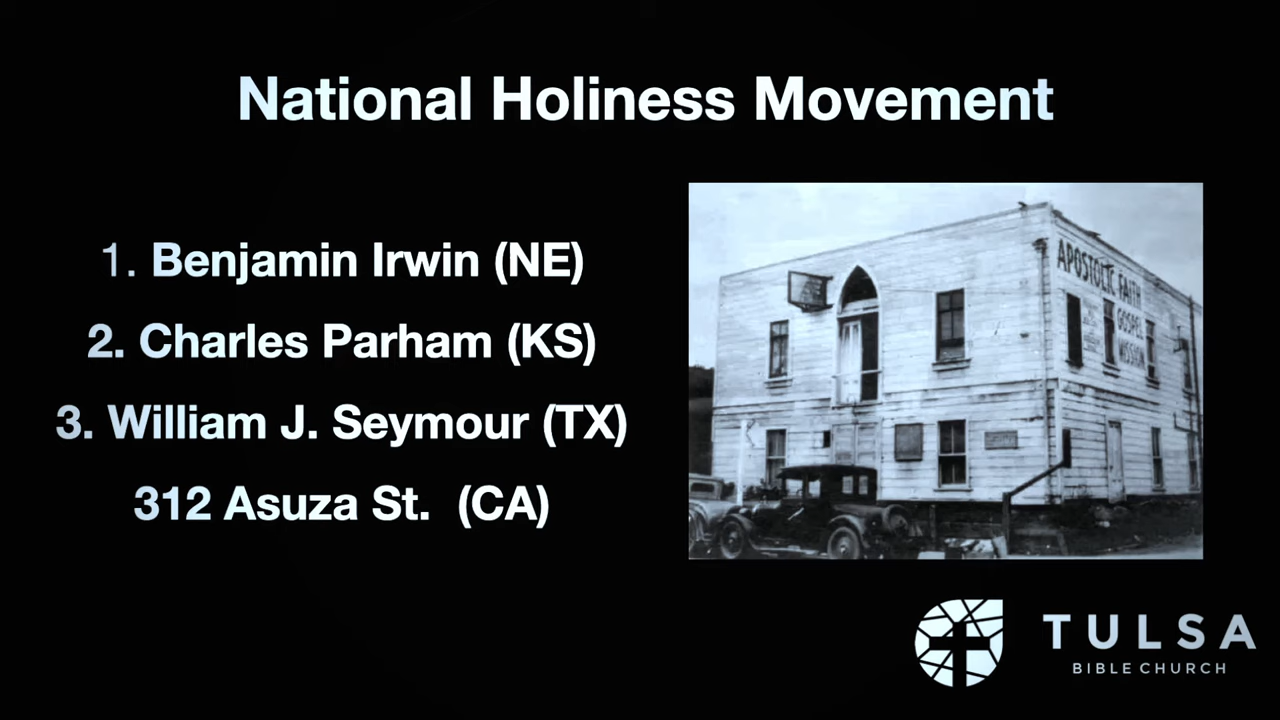 National Holiness Movement
1. Benjamin Irwin (NE)
2. Charles Parham (KS)
3. William J. Seymour (TX)
312 Asuza St. (CA)
APOSTOLIC FAITH
GOSPEL
MISSION
TULSA
BIBLE CHURCH